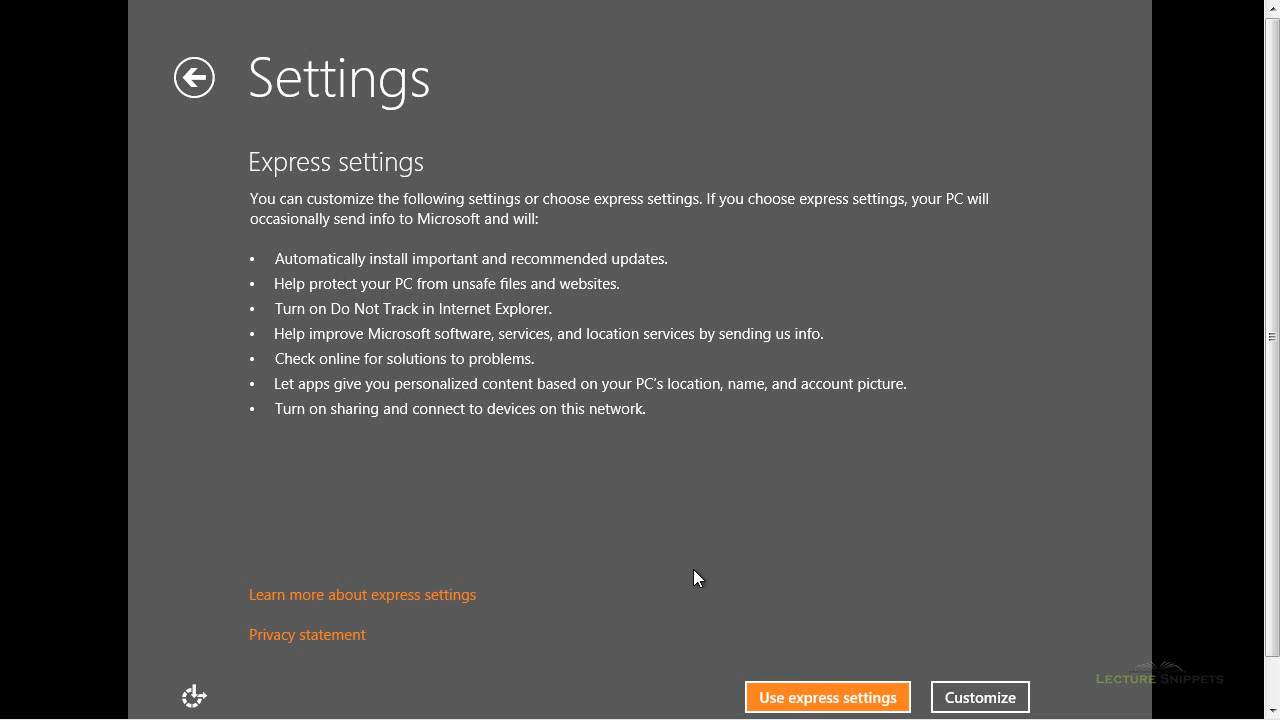 Settings
Express settings
You can customize the following settings or choose express settings. If you choose express settings, your PC will
occasionally send info to Microsoft and will:
• Automatically install important and recommended updates.
• Help protect your PC from unsafe files and websites.
• Turn on Do Not Track in Internet Explorer.
• Help improve Microsoft software, services, and location services by sending us info.
• Check online for solutions to problems.
• Let apps give you personalized content based on your PC's location, name, and account picture.
• Turn on sharing and connect to devices on this network.
Learn more about express settings
Privacy statement
Use express settings
Customize
LECTURE SNIPPETS